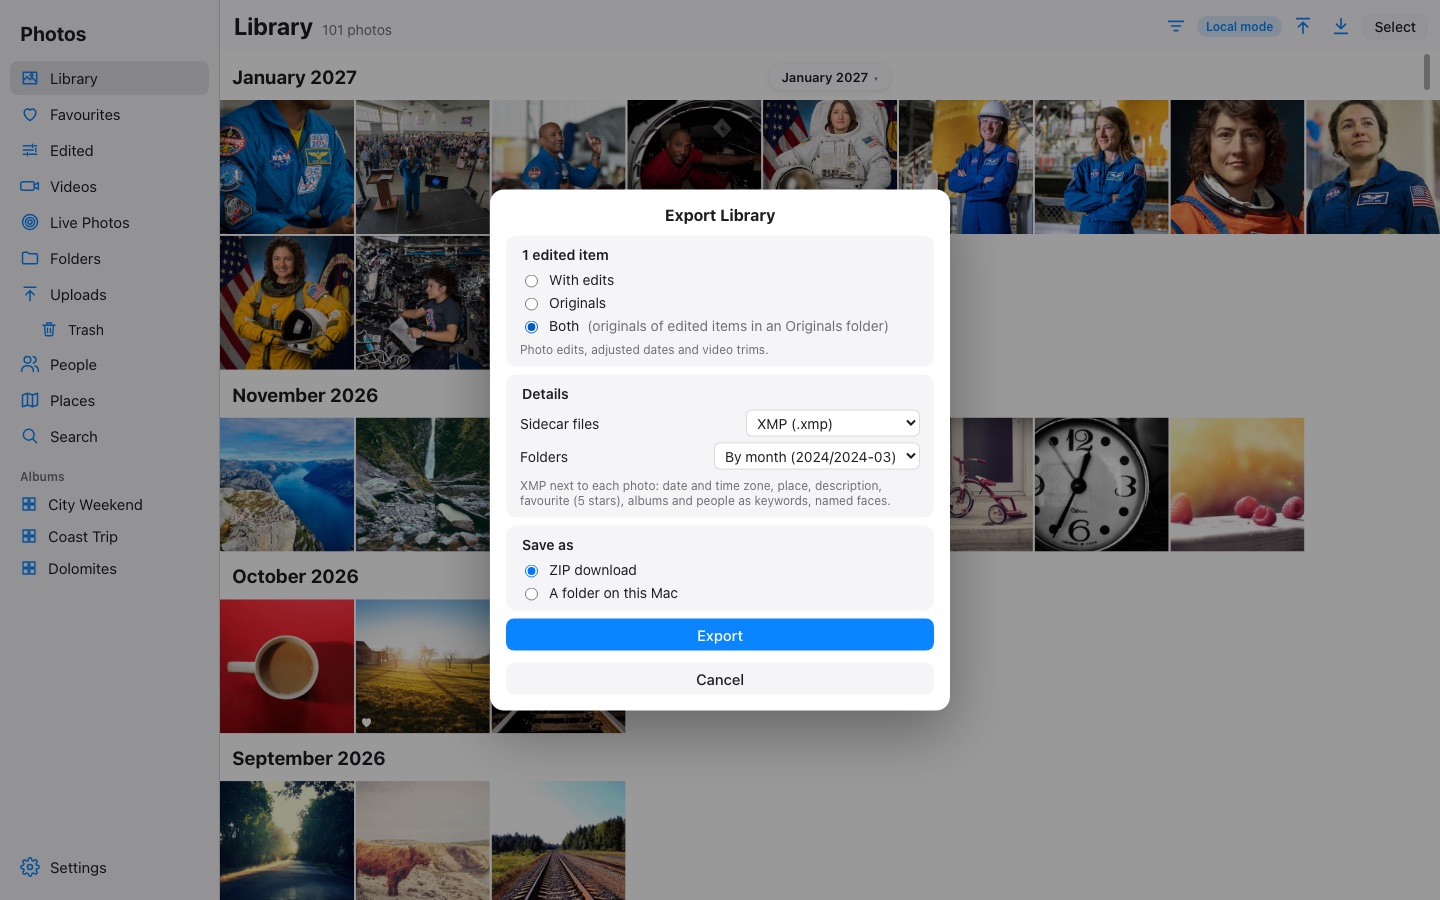 Photos
Library
Favourites
Edited
Videos
Live Photos
Folders
Uploads
Trash
People
Places
Search
Albums
City Weekend
Coast Trip
Dolomites
Settings
Library 101 photos
Local mode
Select
January 2027
January 2027
November 2026
October 2026
September 2026
Export Library
1 edited item
With edits
Originals
Both (originals of edited items in an Originals folder)
Photo edits, adjusted dates and video trims.
Details
Sidecar files XMP (.xmp)
Folders By month (2024/2024-03)
XMP next to each photo: date and time zone, place, description,
favourite (5 stars), albums and people as keywords, named faces.
Save as
ZIP download
A folder on this Mac
Export
Cancel
NASA
12
3
6